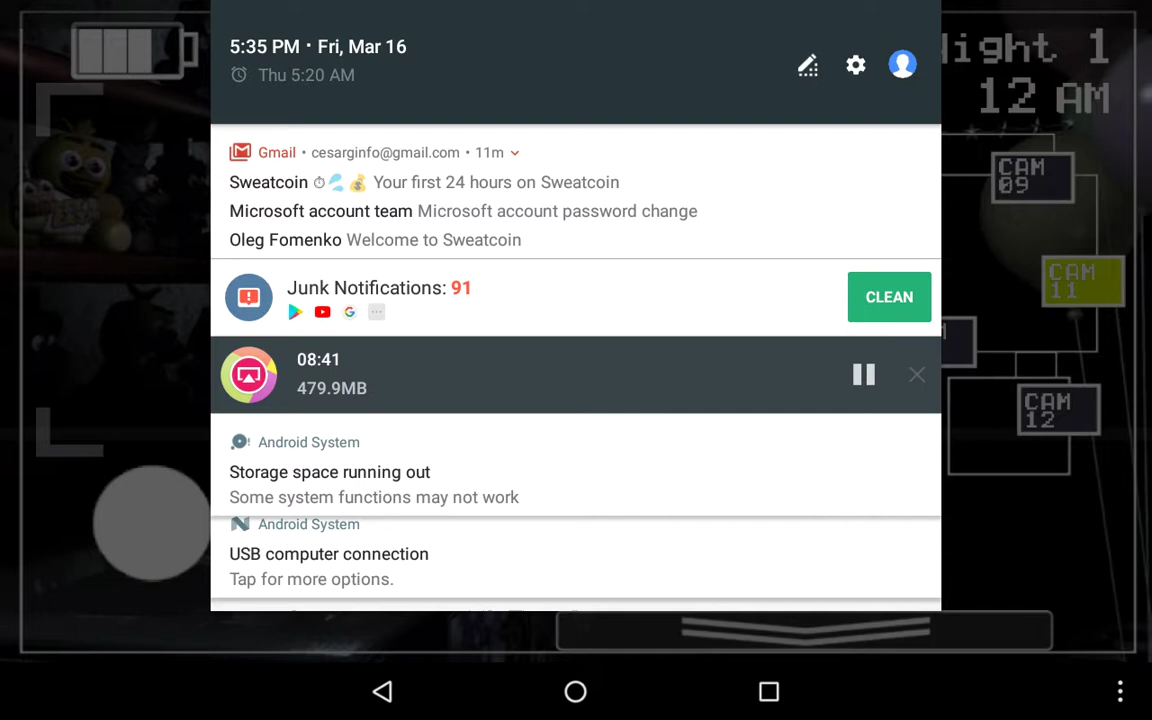 5:35 PM • Fri, Mar 16
Thu 5:20 AM
Night 1
12 AM
Gmail • cesarginfo@gmail.com • 11m
Sweatcoin ⏱💦💰 Your first 24 hours on Sweatcoin
Microsoft account team Microsoft account password change
Oleg Fomenko Welcome to Sweatcoin
CAM
09
CAM
11
Junk Notifications: 91
CLEAN
08:41
479.9MB
CAM
12
Android System
Storage space running out
Some system functions may not work
Android System
USB computer connection
Tap for more options.